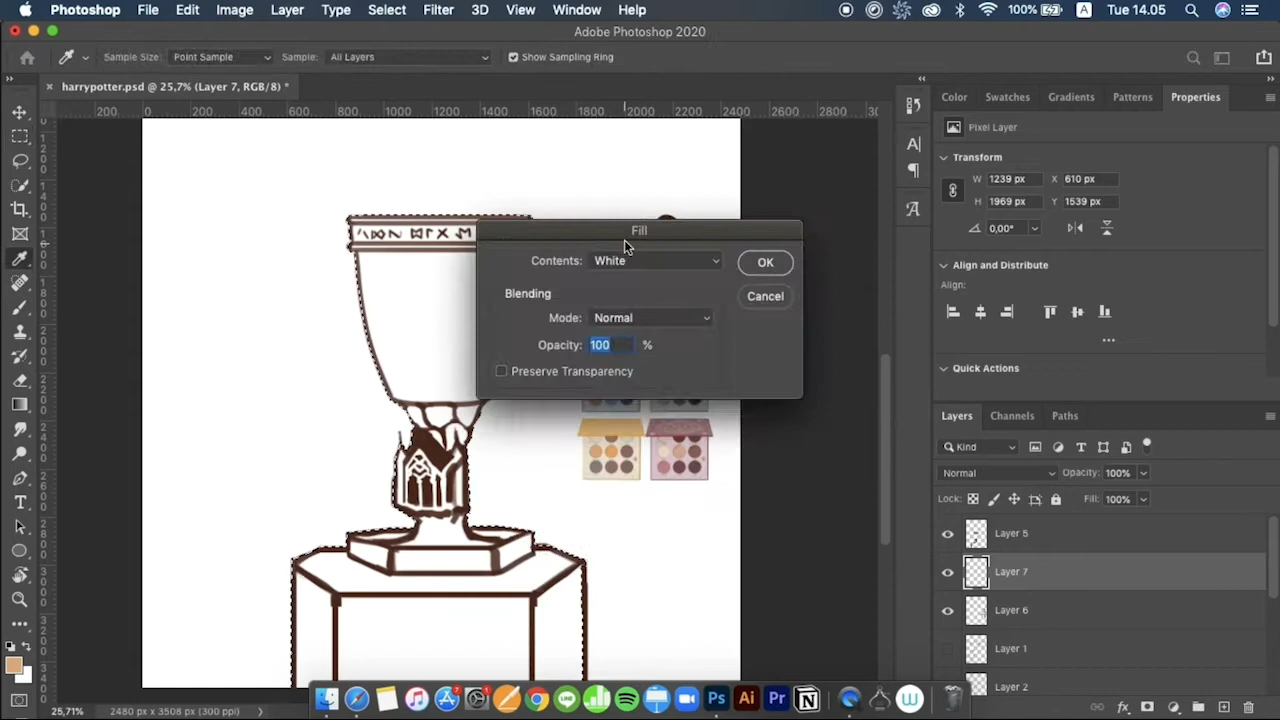 Photoshop File Edit Image Layer Type Select Filter 3D View Window Help 100% A Tue 14.05
Adobe Photoshop 2020
Sample Size: Point Sample Sample: All Layers Show Sampling Ring
harrypotter.psd @ 25,7% (Layer 7, RGB/8) *
200 0 200 400 600 800 1000 1200 1400 1600 1800 2000 2200 2400 2600 2800
Color Swatches Gradients Patterns Properties
Pixel Layer
Transform
W 1239 px X 610 px
H 1969 px Y 1539 px
0,00°
Align and Distribute
Align:
Quick Actions
Fill
Contents: White OK
Blending Cancel
Mode: Normal
Opacity: 100 %
Preserve Transparency
Layers Channels Paths
Kind
Normal Opacity: 100%
Lock: Fill: 100%
Layer 5
Layer 7
Layer 6
Layer 1
Layer 2
Ps Ai Pr
25,71% 2480 px x 3508 px (300 ppi)